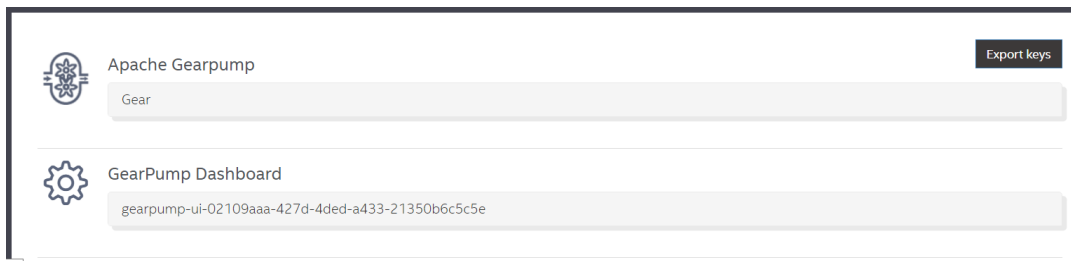 Export keys
Apache Gearpump
Gear
GearPump Dashboard
gearpump-ui-02109aaa-427d-4ded-a433-21350b6c5c5e